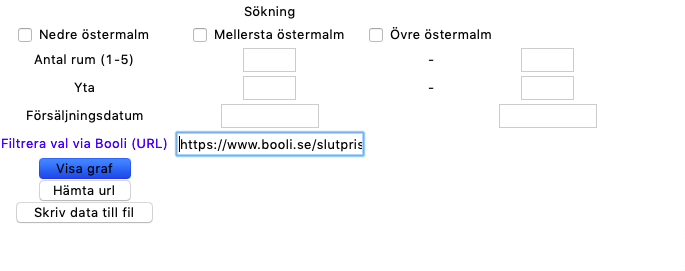 Sökning
Nedre östermalm Mellersta östermalm Övre östermalm
Antal rum (1-5) -
Yta -
Försäljningsdatum
Filtrera val via Booli (URL) https://www.booli.se/slutpris
Visa graf
Hämta url
Skriv data till fil